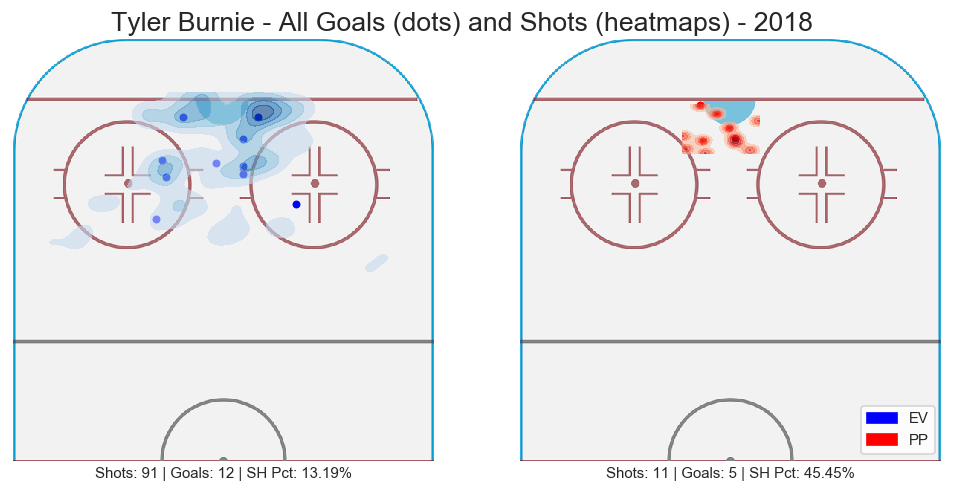 Tyler Burnie - All Goals (dots) and Shots (heatmaps) - 2018
EV
PP
Shots: 91 | Goals: 12 | SH Pct: 13.19%
Shots: 11 | Goals: 5 | SH Pct: 45.45%